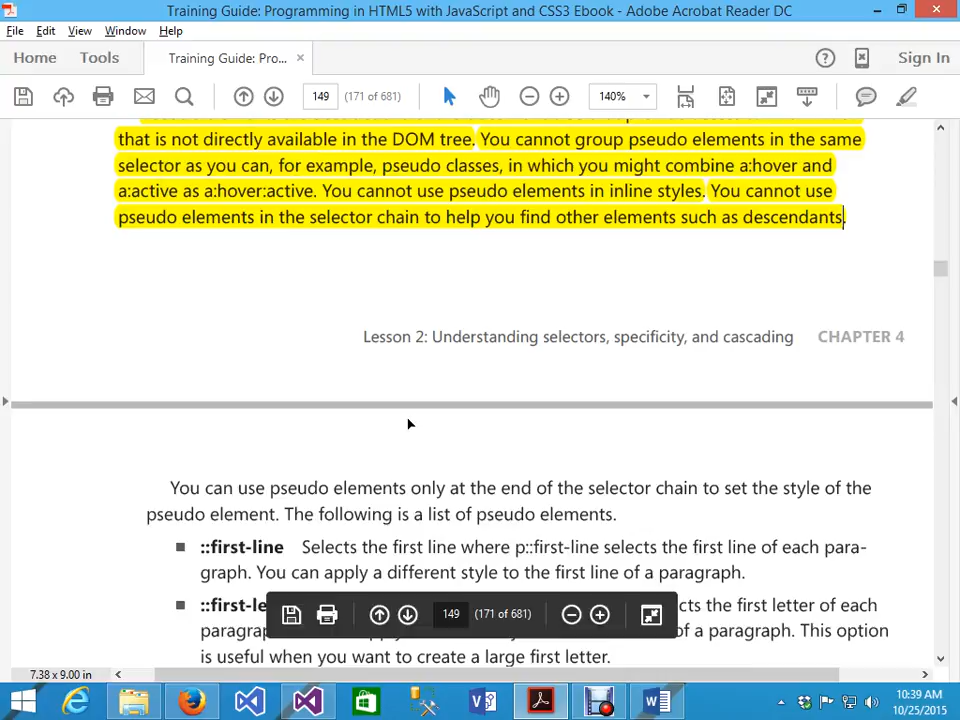 Training Guide: Programming in HTML5 with JavaScript and CSS3 Ebook - Adobe Acrobat Reader DC
File Edit View Window Help
Home Tools Training Guide: Pro... × Sign In
149 (171 of 681) 140%
that is not directly available in the DOM tree. You cannot group pseudo elements in the same
selector as you can, for example, pseudo classes, in which you might combine a:hover and
a:active as a:hover:active. You cannot use pseudo elements in inline styles. You cannot use
pseudo elements in the selector chain to help you find other elements such as descendants.
Lesson 2: Understanding selectors, specificity, and cascading CHAPTER 4
You can use pseudo elements only at the end of the selector chain to set the style of the
pseudo element. The following is a list of pseudo elements.
■ ::first-line Selects the first line where p::first-line selects the first line of each para-
graph. You can apply a different style to the first line of a paragraph.
■ ::first-le cts the first letter of each
paragrap of a paragraph. This option
is useful when you want to create a large first letter.
149 (171 of 681)
7.38 x 9.00 in
10:39 AM
10/25/2015